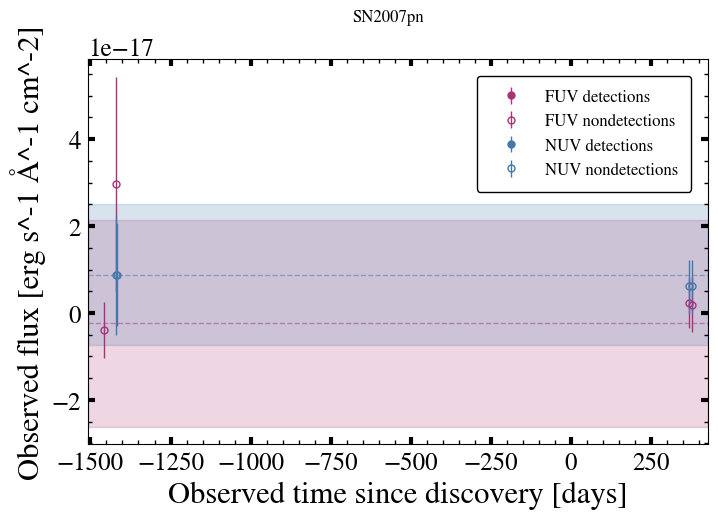 SN2007pn
1e−17
Observed flux [erg s^-1 Å^-1 cm^-2]
4
2
0
−2
FUV detections
FUV nondetections
NUV detections
NUV nondetections
−1500 −1250 −1000 −750 −500 −250 0 250
Observed time since discovery [days]